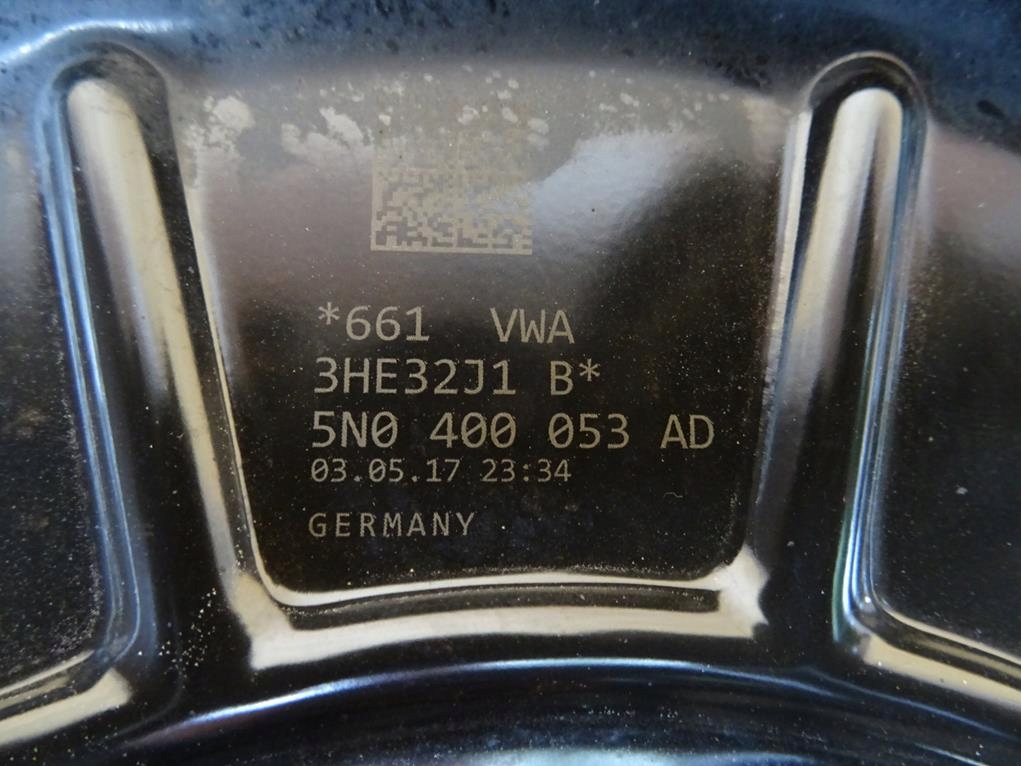 *661 VWA
3HE32J1 B*
5N0 400 053 AD
03.05.17 23:34
GERMANY